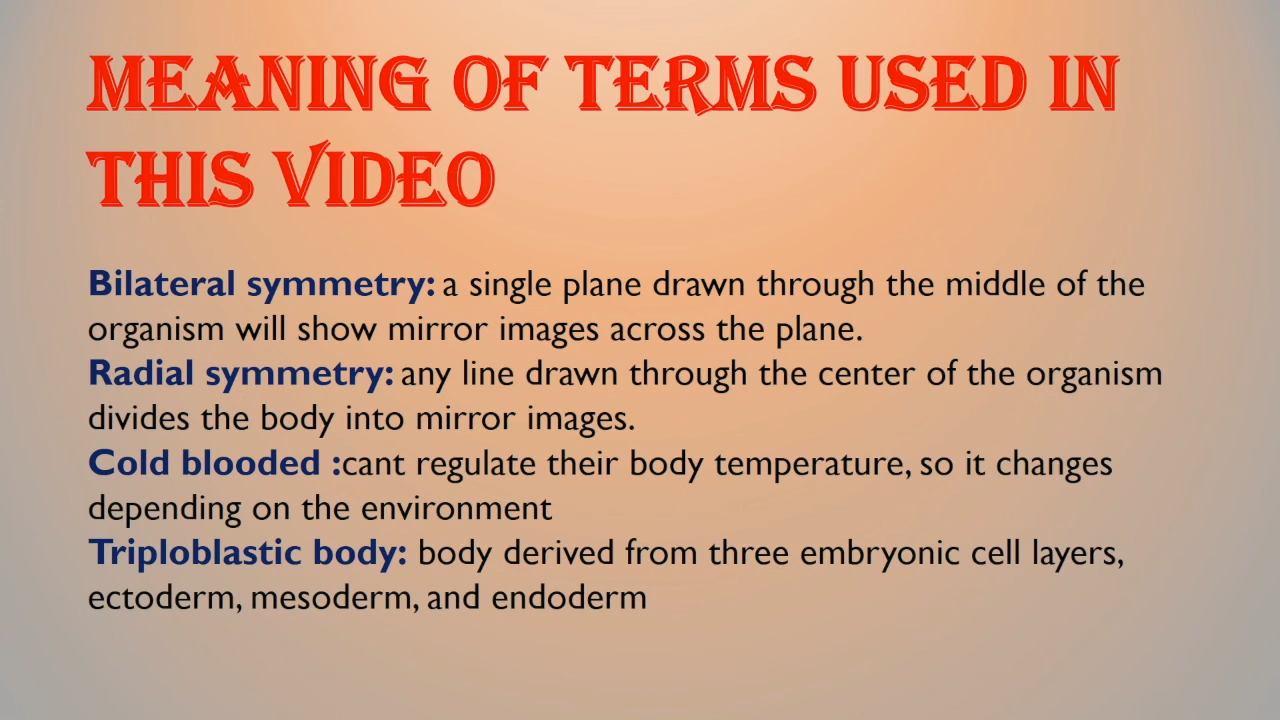 MEANING OF TERMS USED IN
THIS VIDEO
Bilateral symmetry: a single plane drawn through the middle of the
organism will show mirror images across the plane.
Radial symmetry: any line drawn through the center of the organism
divides the body into mirror images.
Cold blooded :cant regulate their body temperature, so it changes
depending on the environment
Triploblastic body: body derived from three embryonic cell layers,
ectoderm, mesoderm, and endoderm